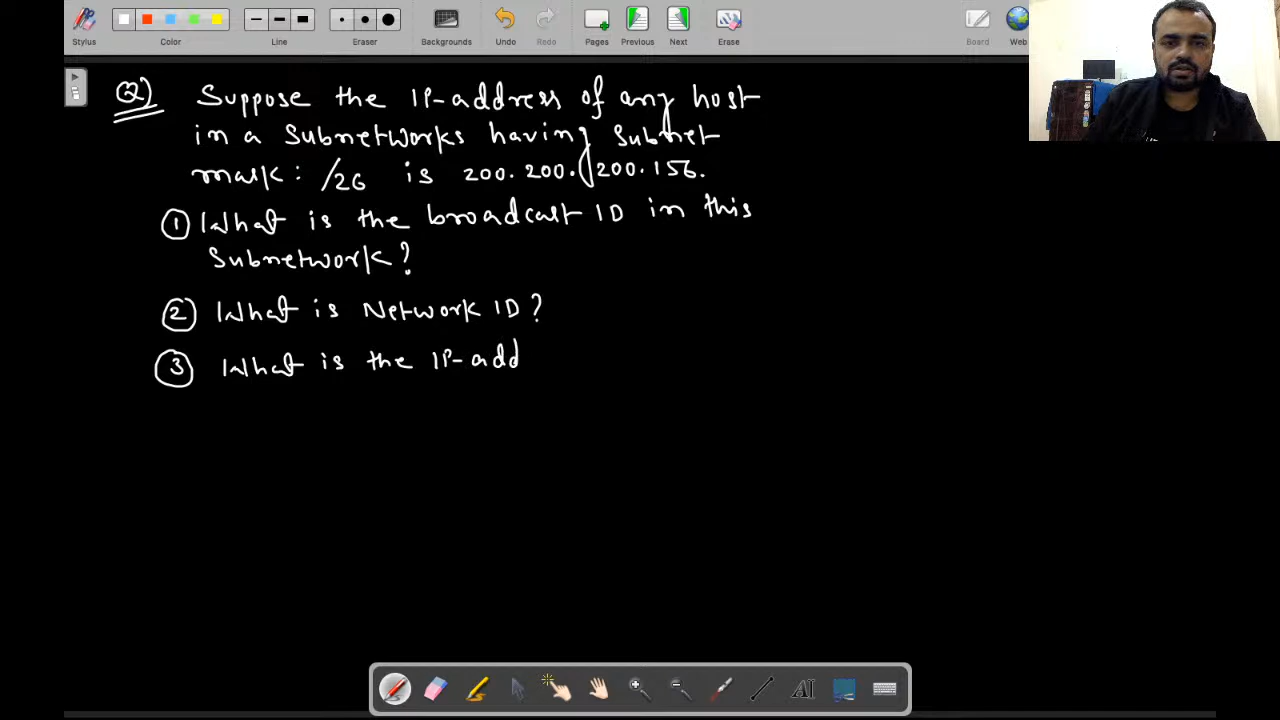 Stylus Color Line Eraser Backgrounds Undo Redo Pages Previous Next Erase Board Web
Q) Suppose the IP-address of any host
in a Subnetworks having Subnet
mask: /26 is 200.200.200.156.
① What is the broadcast ID in this
Subnetwork?
② What is Network ID?
③ What is the IP-add
AI